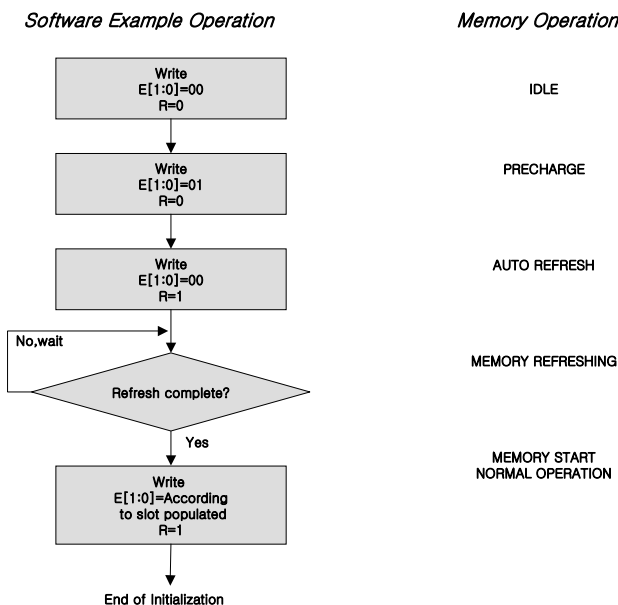 Software Example Operation
Memory Operation
Write
E[1:0]=00
R=0
IDLE
Write
E[1:0]=01
R=0
PRECHARGE
Write
E[1:0]=00
R=1
AUTO REFRESH
No,wait
Refresh complete?
MEMORY REFRESHING
Yes
Write
E[1:0]=According
to slot populated
R=1
MEMORY START
NORMAL OPERATION
End of Initialization